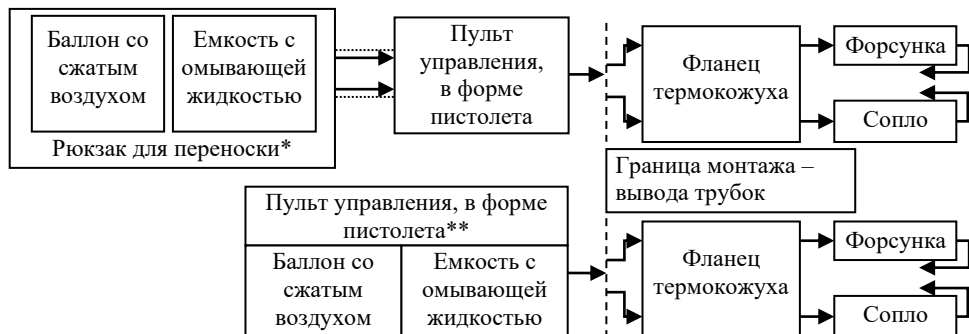 Баллон со
сжатым
воздухом
Емкость с
омывающей
жидкостью
Рюкзак для переноски*
Пульт
управления,
в форме
пистолета
Фланец
термокожуха
Форсунка
Сопло
Граница монтажа –
вывода трубок
Пульт управления, в форме
пистолета**
Баллон со
сжатым
воздухом
Емкость с
омывающей
жидкостью
Фланец
термокожуха
Форсунка
Сопло